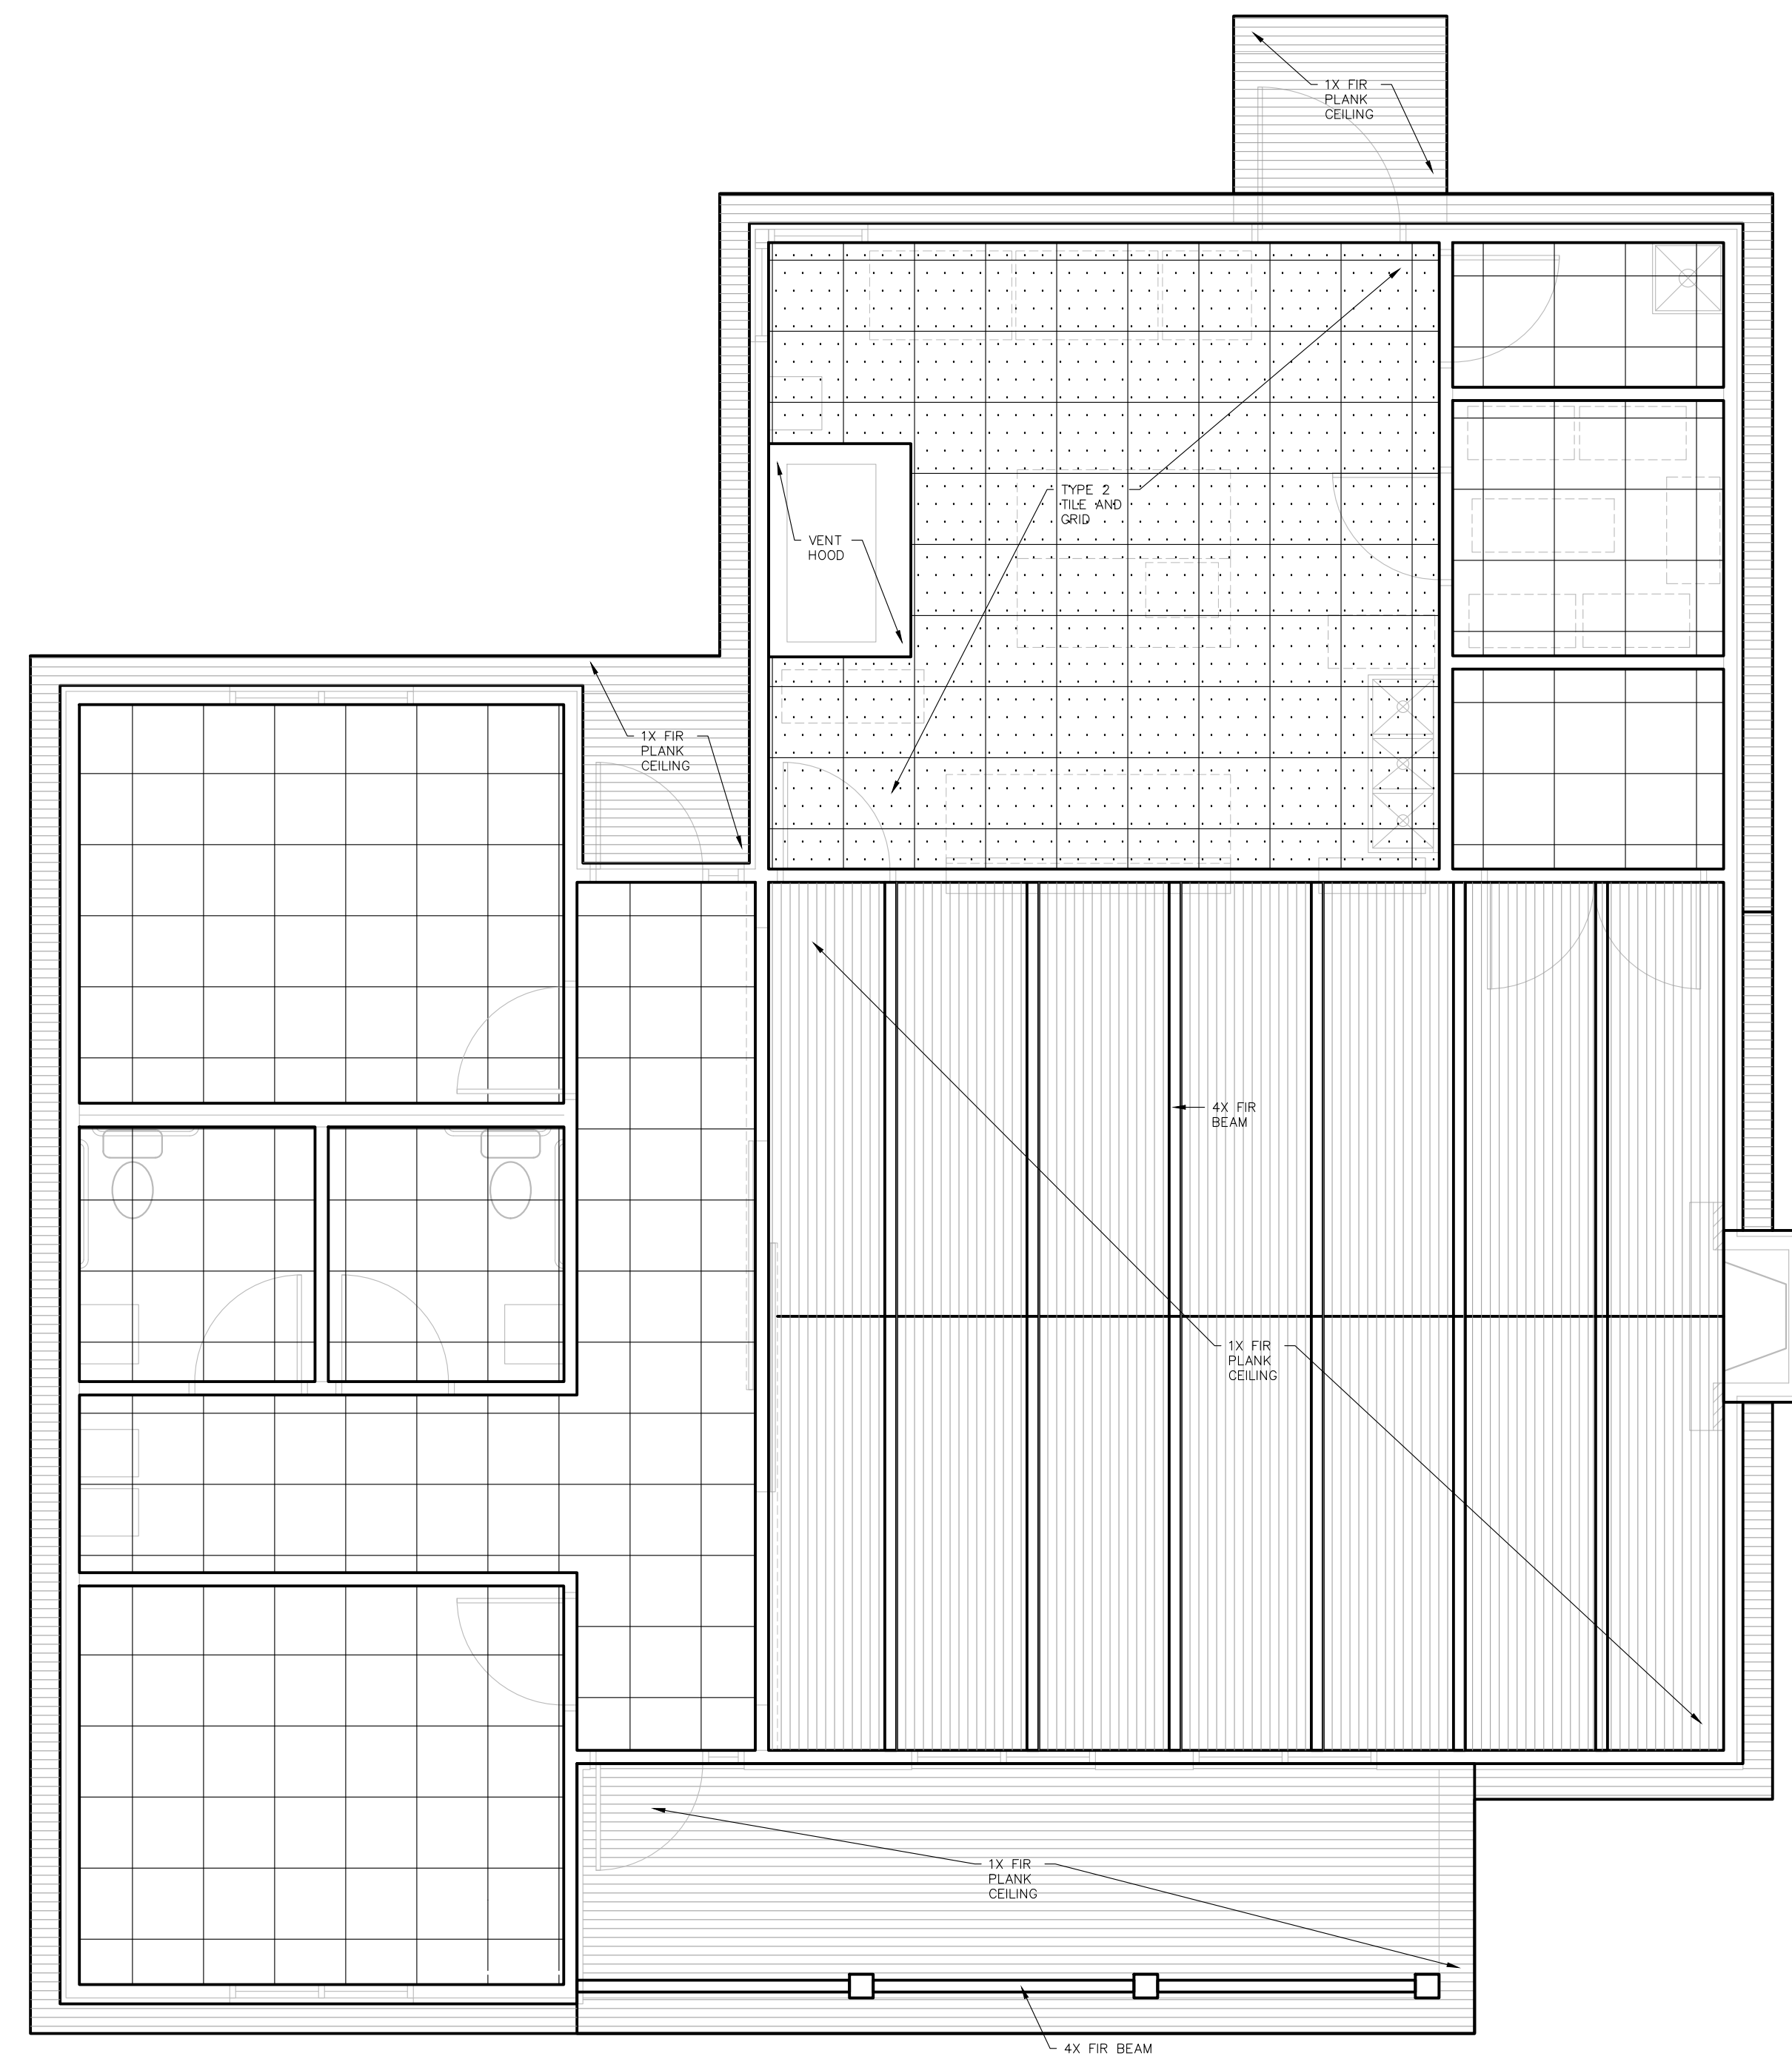 1X FIR
PLANK
CEILING
TYPE 2
TILE AND
GRID
VENT
HOOD
1X FIR
PLANK
CEILING
4X FIR
BEAM
1X FIR
PLANK
CEILING
1X FIR
PLANK
CEILING
4X FIR BEAM